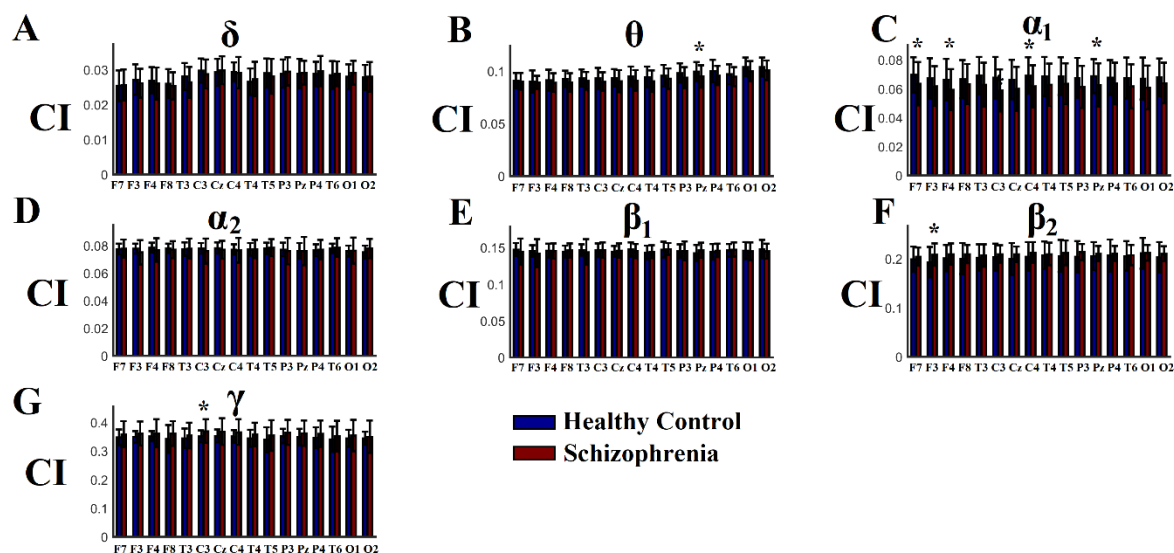 A
δ
CI
0.03
0.02
0.01
0
F7 F3 F4 F8 T3 C3 Cz C4 T4 T5 P3 Pz P4 T6 O1 O2
B
θ
*
CI
0.1
0.05
0
F7 F3 F4 F8 T3 C3 Cz C4 T4 T5 P3 Pz P4 T6 O1 O2
C
α1
* * * *
CI
0.08
0.06
0.04
0.02
0
F7 F3 F4 F8 T3 C3 Cz C4 T4 T5 P3 Pz P4 T6 O1 O2
D
α2
CI
0.08
0.06
0.04
0.02
0
F7 F3 F4 F8 T3 C3 Cz C4 T4 T5 P3 Pz P4 T6 O1 O2
E
β1
CI
0.15
0.1
0.05
0
F7 F3 F4 F8 T3 C3 Cz C4 T4 T5 P3 Pz P4 T6 O1 O2
F
β2
*
CI
0.2
0.1
0
F7 F3 F4 F8 T3 C3 Cz C4 T4 T5 P3 Pz P4 T6 O1 O2
G
γ
*
CI
0.4
0.3
0.2
0.1
0
F7 F3 F4 F8 T3 C3 Cz C4 T4 T5 P3 Pz P4 T6 O1 O2
Healthy Control
Schizophrenia